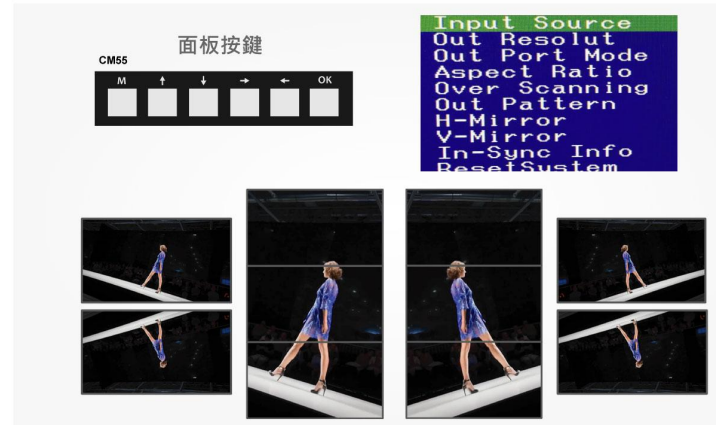 面板按鍵
CM55
M ↑ ↓ → ← OK
Input Source
Out Resolut
Out Port Mode
Aspect Ratio
Over Scanning
Out Pattern
H-Mirror
V-Mirror
In-Sync Info
ResetSystem